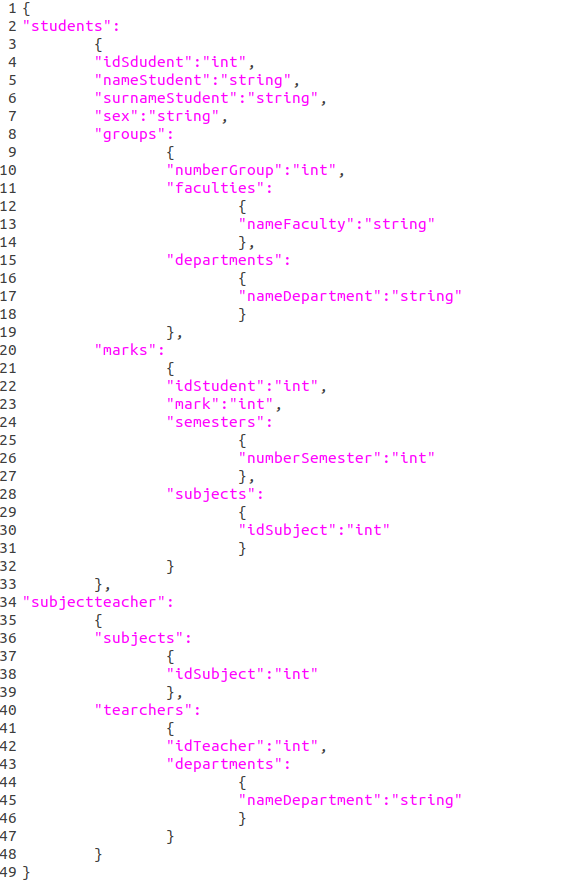 1 {
2 "students":
3 {
4 "idSdudent":"int",
5 "nameStudent":"string",
6 "surnameStudent":"string",
7 "sex":"string",
8 "groups":
9 {
10 "numberGroup":"int",
11 "faculties":
12 {
13 "nameFaculty":"string"
14 },
15 "departments":
16 {
17 "nameDepartment":"string"
18 }
19 },
20 "marks":
21 {
22 "idStudent":"int",
23 "mark":"int",
24 "semesters":
25 {
26 "numberSemester":"int"
27 },
28 "subjects":
29 {
30 "idSubject":"int"
31 }
32 }
33 },
34 "subjectteacher":
35 {
36 "subjects":
37 {
38 "idSubject":"int"
39 },
40 "tearchers":
41 {
42 "idTeacher":"int",
43 "departments":
44 {
45 "nameDepartment":"string"
46 }
47 }
48 }
49 }